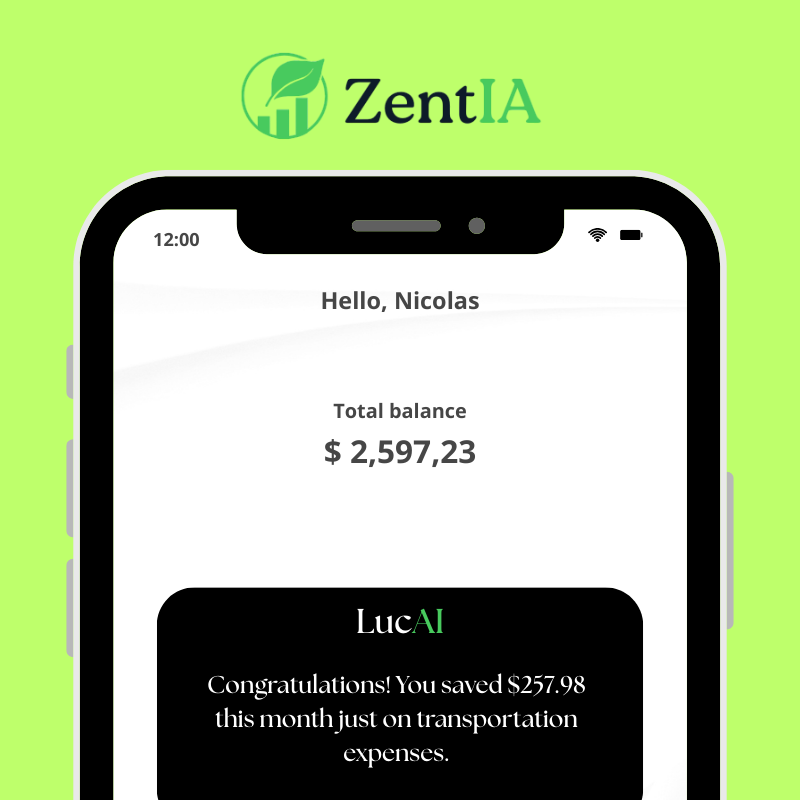 ZentIA
12:00
Hello, Nicolas
Total balance
$ 2,597,23
LucAI
Congratulations! You saved $257.98
this month just on transportation
expenses.